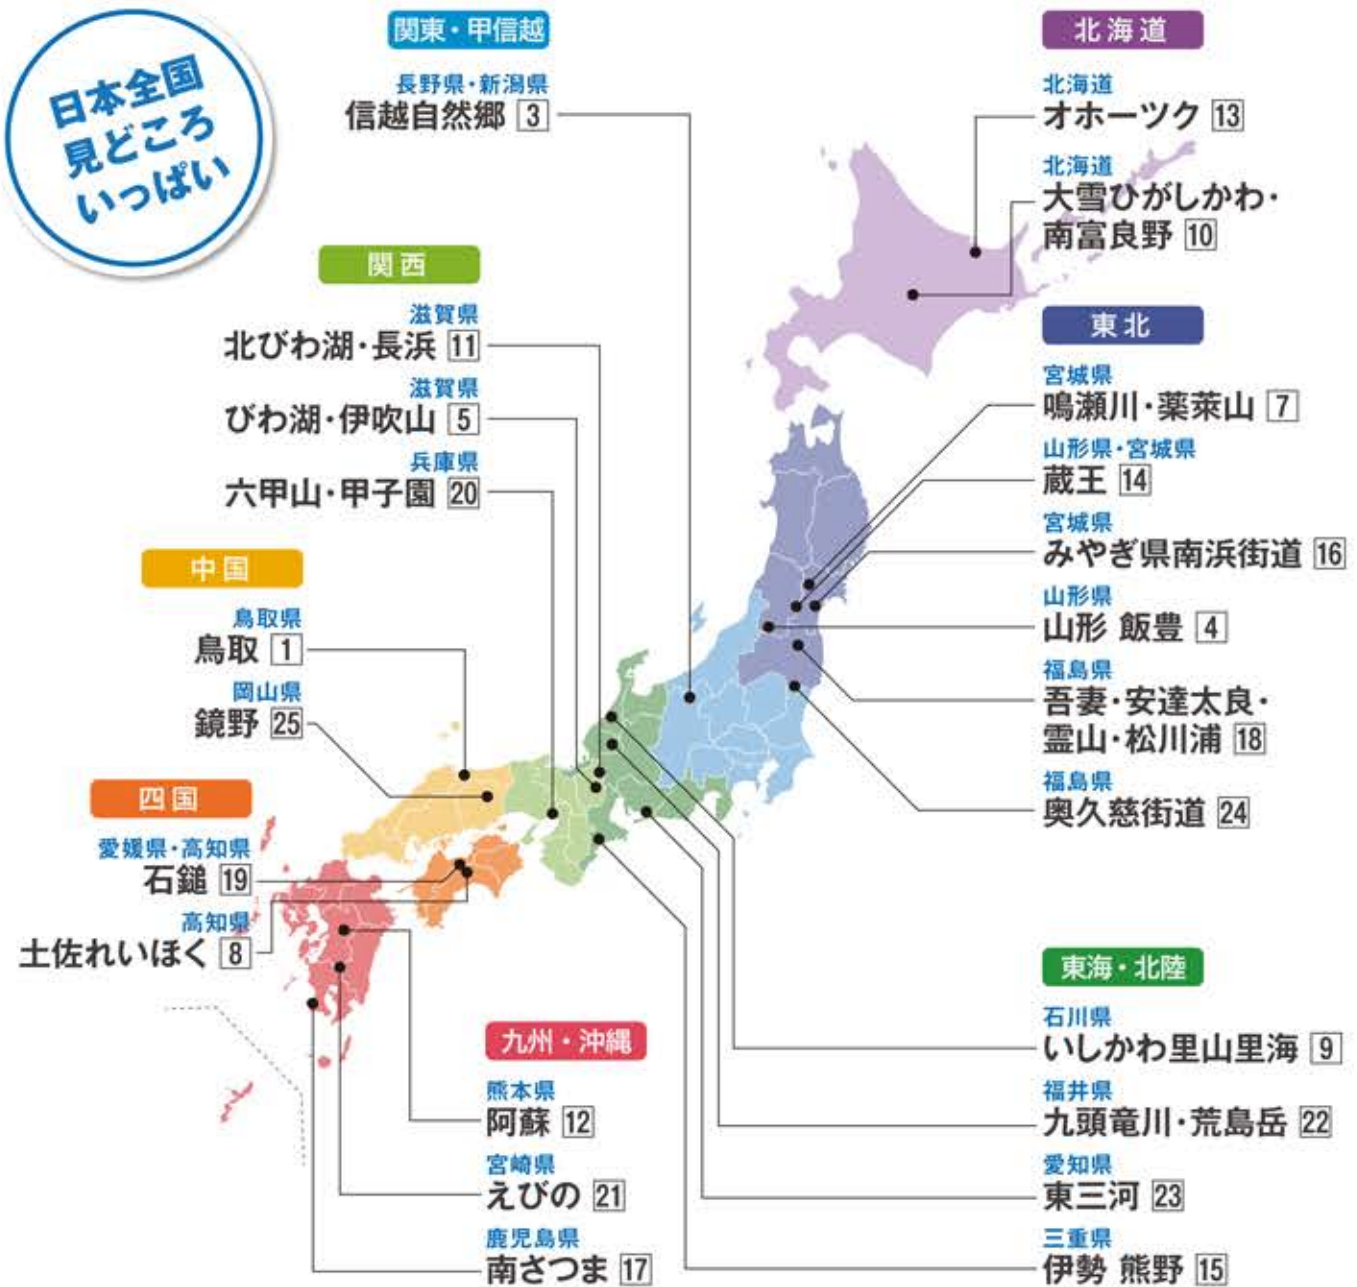 日本全国
見どころ
いっぱい
関東・甲信越
長野県・新潟県
信越自然郷 3
関西
滋賀県
北びわ湖・長浜 11
滋賀県
びわ湖・伊吹山 5
兵庫県
六甲山・甲子園 20
中国
鳥取県
鳥取 1
岡山県
鏡野 25
四国
愛媛県・高知県
石鎚 19
高知県
土佐れいほく 8
九州・沖縄
熊本県
阿蘇 12
宮崎県
えびの 21
鹿児島県
南さつま 17
北海道
北海道
オホーツク 13
北海道
大雪ひがしかわ・
南富良野 10
東北
宮城県
鳴瀬川・薬萊山 7
山形県・宮城県
蔵王 14
宮城県
みやぎ県南浜街道 16
山形県
山形 飯豊 4
福島県
吾妻・安達太良・
霊山・松川浦 18
福島県
奥久慈街道 24
東海・北陸
石川県
いしかわ里山里海 9
福井県
九頭竜川・荒島岳 22
愛知県
東三河 23
三重県
伊勢 熊野 15